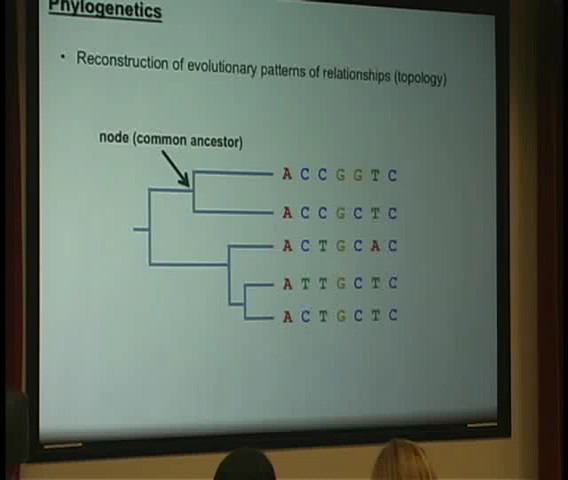 Phylogenetics
• Reconstruction of evolutionary patterns of relationships (topology)
node (common ancestor)
A C C G G T C
A C C G C T C
A C T G C A C
A T T G C T C
A C T G C T C